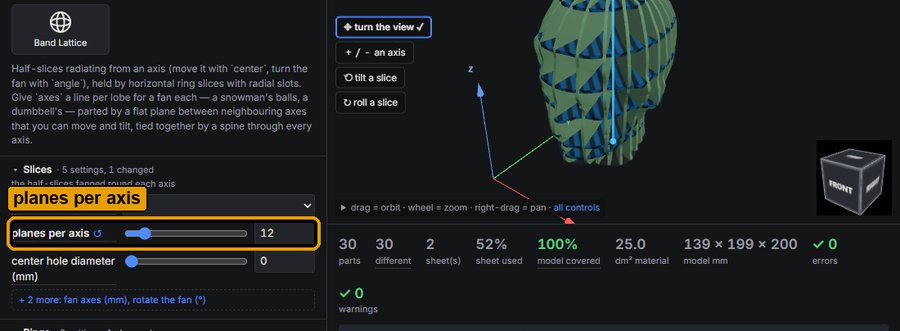 Band Lattice
Half-slices radiating from an axis (move it with `center`, turn the
fan with `angle`), held by horizontal ring slices with radial slots.
Give `axes` a line per lobe for a fan each — a snowman's balls, a
dumbbell's — parted by a flat plane between neighbouring axes
that you can move and tilt, tied together by a spine through every
axis.
Slices · 5 settings, 1 changed
the half-slices fanned round each axis
planes per axis
planes per axis ↺ 12
center hole diameter (mm) 0
+ 2 more: fan axes (mm), rotate the fan (°)
✥ turn the view ✓
+ / - an axis
⟲ tilt a slice
↻ roll a slice
z
FRONT
▶ drag = orbit · wheel = zoom · right-drag = pan · all controls
30 parts
30 different
2 sheet(s)
52% sheet used
100% model covered
25.0 dm² material
139 × 199 × 200 model mm
✓ 0 errors
✓ 0 warnings